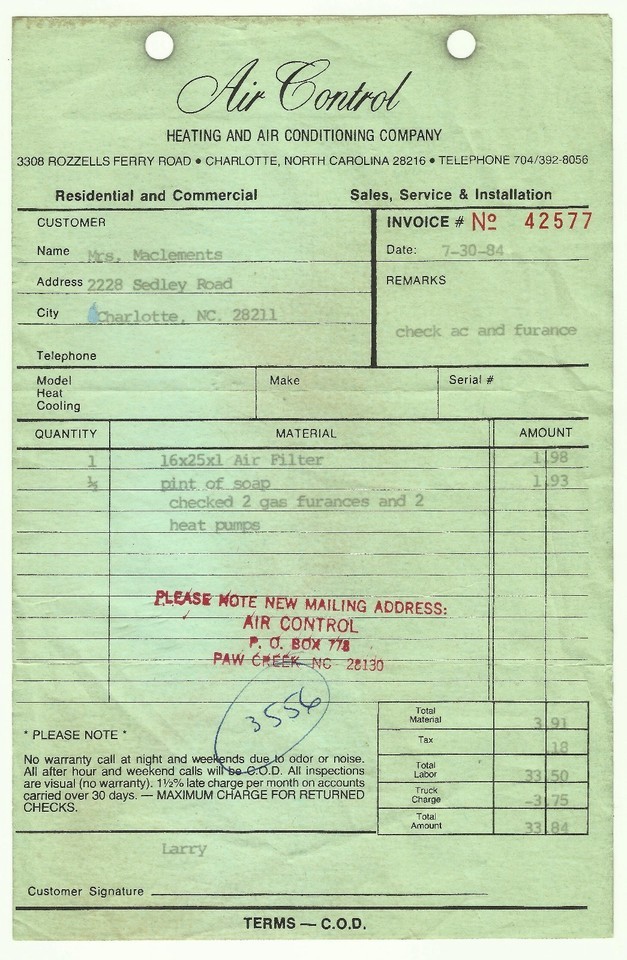 Air Control
HEATING AND AIR CONDITIONING COMPANY
3308 ROZZELLS FERRY ROAD • CHARLOTTE, NORTH CAROLINA 28216 • TELEPHONE 704/392-8056
Residential and Commercial Sales, Service & Installation
CUSTOMER INVOICE # Nº 42577
Name Mrs, Maclements Date: 7-30-84
Address 2228 Sedley Road REMARKS
City Charlotte, NC. 28211
check ac and furance
Telephone
Model Make Serial #
Heat
Cooling
QUANTITY MATERIAL AMOUNT
1 16x25x1 Air Filter 1.98
½ pint of soap 1.93
checked 2 gas furances and 2
heat pumps
PLEASE NOTE NEW MAILING ADDRESS:
AIR CONTROL
P. O. BOX 778
PAW CREEK NC 28130
3556
Total Material 3.91
* PLEASE NOTE *
Tax .18
No warranty call at night and weekends due to odor or noise.
All after hour and weekend calls will be C.O.D. All inspections
are visual (no warranty). 1½% late charge per month on accounts
carried over 30 days. — MAXIMUM CHARGE FOR RETURNED
CHECKS.
Total Labor 33.50
Truck Charge -3.75
Total Amount 33.84
Larry
Customer Signature
TERMS — C.O.D.